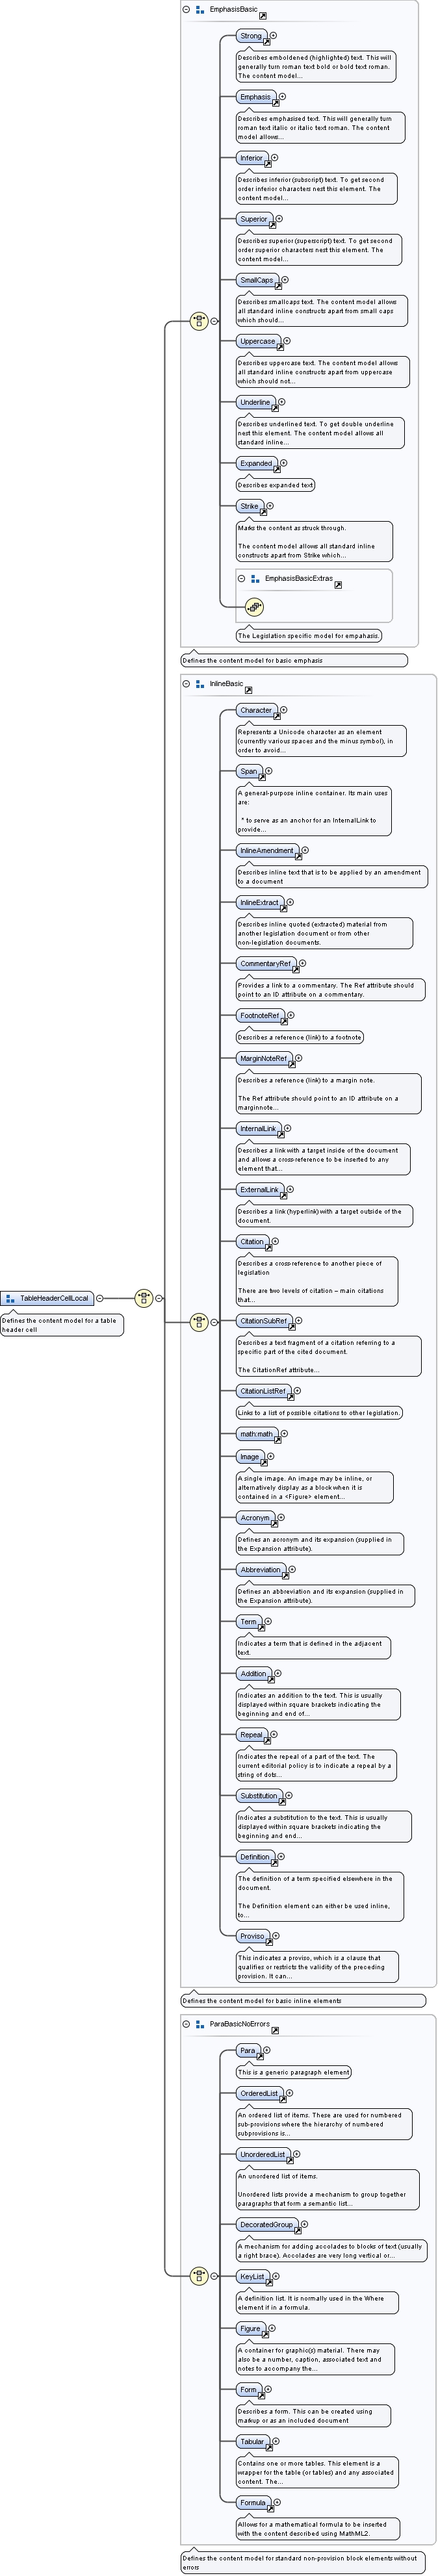 EmphasisBasic
Strong
Describes emboldened (highlighted) text. This will
generally turn roman text bold or bold text roman.
The content model...
Emphasis
Describes emphasised text. This will generally turn
roman text italic or italic text roman. The content
model allows...
Inferior
Describes inferior (subscript) text. To get second
order inferior characters nest this element. The
content model...
Superior
Describes superior (superscript) text. To get second
order superior characters nest this element. The
content model...
SmallCaps
Describes smallcaps text. The content model allows
all standard inline constructs apart from small caps
which should...
Uppercase
Describes uppercase text. The content model allows
all standard inline constructs apart from uppercase
which should not...
Underline
Describes underlined text. To get double underline
nest this element. The content model allows all
standard inline...
Expanded
Describes expanded text
Strike
Marks the content as struck through.
The content model allows all standard inline
constructs apart from Strike which...
EmphasisBasicExtras
The Legislation specific model for empahasis.
Defines the content model for basic emphasis
InlineBasic
Character
Represents a Unicode character as an element
(currently various spaces and the minus symbol), in
order to avoid...
Span
A general-purpose inline container. Its main uses
are:
* to serve as an anchor for an InternalLink to
provide...
InlineAmendment
Describes inline text that is to be applied by an amendment
to a document
InlineExtract
Describes inline quoted (extracted) material from
another legislation document or from other
non-legislation documents.
CommentaryRef
Provides a link to a commentary. The Ref attribute should
point to an ID attribute on a commentary.
FootnoteRef
Describes a reference (link) to a footnote
MarginNoteRef
Describes a reference (link) to a margin note.
The Ref attribute should point to an ID attribute on a
marginnote...
InternalLink
Describes a link with a target inside of the document
and allows a cross-reference to be inserted to any
element that...
ExternalLink
Describes a link (hyperlink) with a target outside of the
document.
Citation
Describes a cross-reference to another piece of
legislation
There are two levels of citation – main citations
that...
TableHeaderCellLocal
Defines the content model for a table
header cell
CitationSubRef
Describes a text fragment of a citation referring to a
specific part of the cited document.
The CitationRef attribute...
CitationListRef
Links to a list of possible citations to other legislation.
math:math
Image
A single image. An image may be inline, or
alternatively display as a block when it is
contained in a <Figure> element...
Acronym
Defines an acronym and its expansion (supplied in
the Expansion attribute).
Abbreviation
Defines an abbreviation and its expansion (supplied in
the Expansion attribute).
Term
Indicates a term that is defined in the adjacent
text.
Addition
Indicates an addition to the text. This is usually
displayed within square brackets indicating the
beginning and end of...
Repeal
Indicates the repeal of a part of the text. The
current editorial policy is to indicate a repeal by a
string of dots...
Substitution
Indicates a substitution to the text. This is usually
displayed within square brackets indicating the
beginning and end...
Definition
The definition of a term specified elsewhere in the
document.
The Definition element can either be used inline,
to...
Proviso
This indicates a proviso, which is a clause that
qualifies or restricts the validity of the preceding
provision. It can...
Defines the content model for basic inline elements
ParaBasicNoErrors
Para
This is a generic paragraph element
OrderedList
An ordered list of items. These are used for numbered
sub-provisions where the hierarchy of numbered
subprovisions is...
UnorderedList
An unordered list of items.
Unordered lists provide a mechanism to group together
paragraphs that form a semantic list...
DecoratedGroup
A mechanism for adding accolades to blocks of text (usually
a right brace). Accolades are very long vertical or...
KeyList
A definition list. It is normally used in the Where
element if in a formula.
Figure
A container for graphic(s) material. There may
also be a number, caption, associated text and
notes to accompany the...
Form
Describes a form. This can be created using
markup or as an included document
Tabular
Contains one or more tables. This element is a
wrapper for the table (or tables) and any associated
content. The...
Formula
Allows for a mathematical formula to be inserted
with the content described using MathML2.
Defines the content model for standard non-provision block elements without
errors